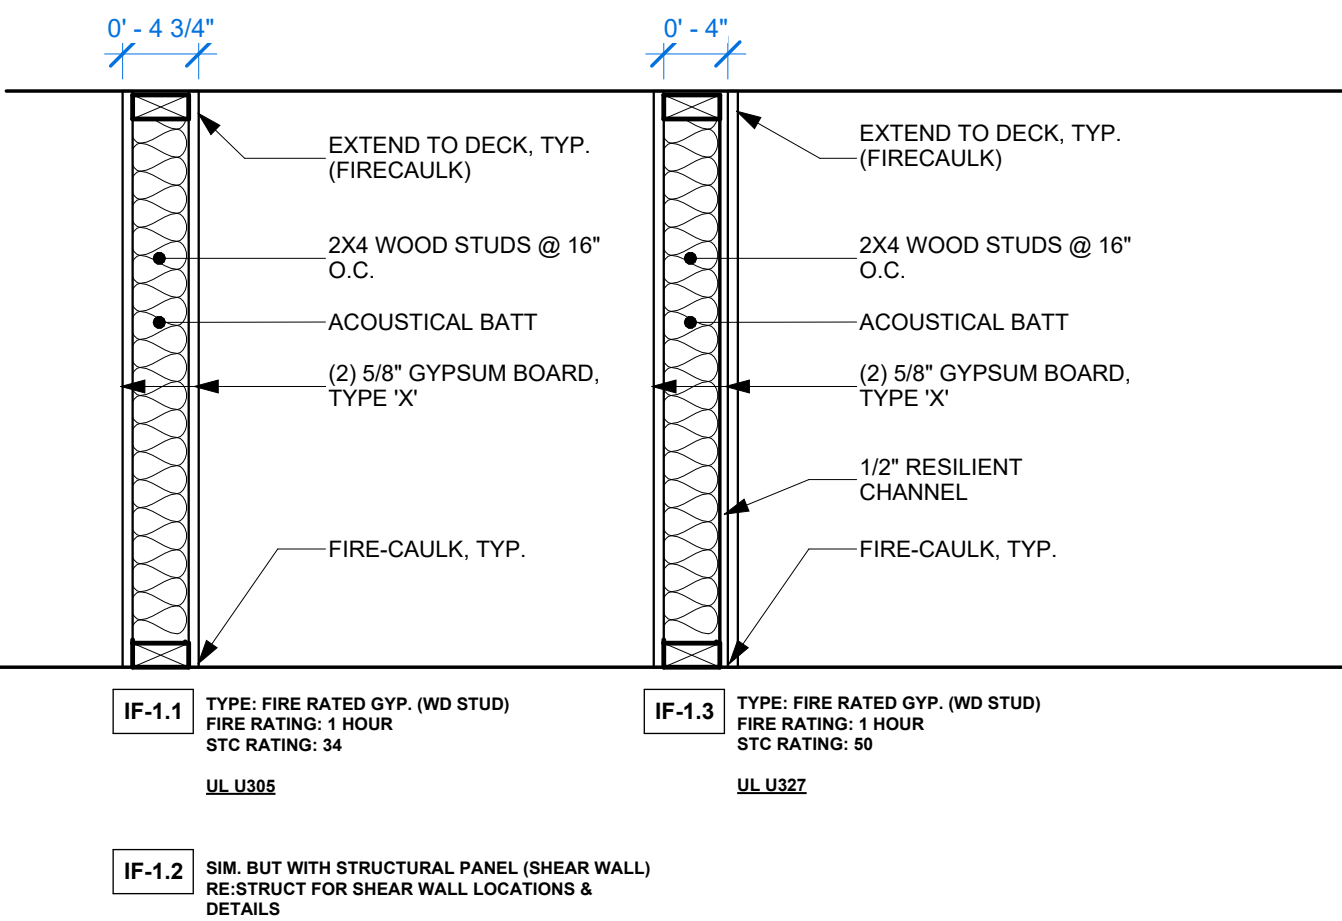 0' - 4 3/4"
EXTEND TO DECK, TYP.
(FIRECAULK)
2X4 WOOD STUDS @ 16"
O.C.
ACOUSTICAL BATT
(2) 5/8" GYPSUM BOARD,
TYPE 'X'
FIRE-CAULK, TYP.
IF-1.1
TYPE: FIRE RATED GYP. (WD STUD)
FIRE RATING: 1 HOUR
STC RATING: 34
UL U305
0' - 4"
EXTEND TO DECK, TYP.
(FIRECAULK)
2X4 WOOD STUDS @ 16"
O.C.
ACOUSTICAL BATT
(2) 5/8" GYPSUM BOARD,
TYPE 'X'
1/2" RESILIENT
CHANNEL
FIRE-CAULK, TYP.
IF-1.3
TYPE: FIRE RATED GYP. (WD STUD)
FIRE RATING: 1 HOUR
STC RATING: 50
UL U327
IF-1.2
SIM. BUT WITH STRUCTURAL PANEL (SHEAR WALL)
RE:STRUCT FOR SHEAR WALL LOCATIONS &
DETAILS